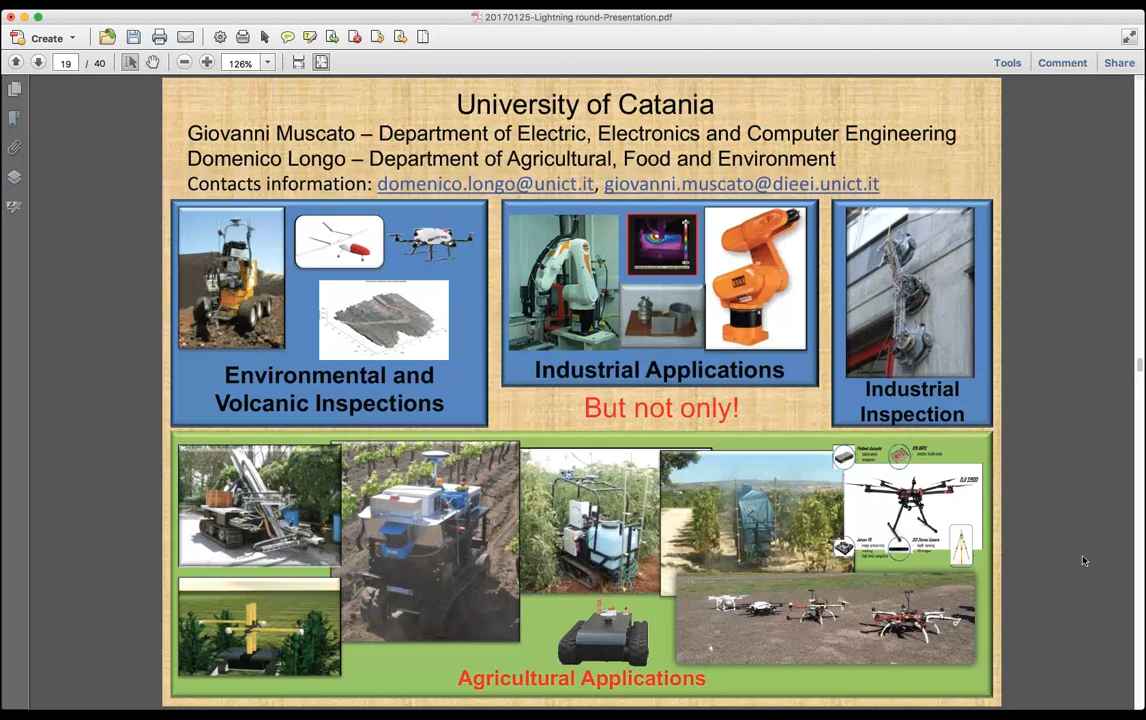 20170125-Lightning round-Presentation.pdf
Create
19 / 40
126%
Tools Comment Share
University of Catania
Giovanni Muscato – Department of Electric, Electronics and Computer Engineering
Domenico Longo – Department of Agricultural, Food and Environment
Contacts information: domenico.longo@unict.it, giovanni.muscato@dieei.unict.it
Environmental and
Volcanic Inspections
Industrial Applications
But not only!
Industrial
Inspection
DJI S900
Agricultural Applications